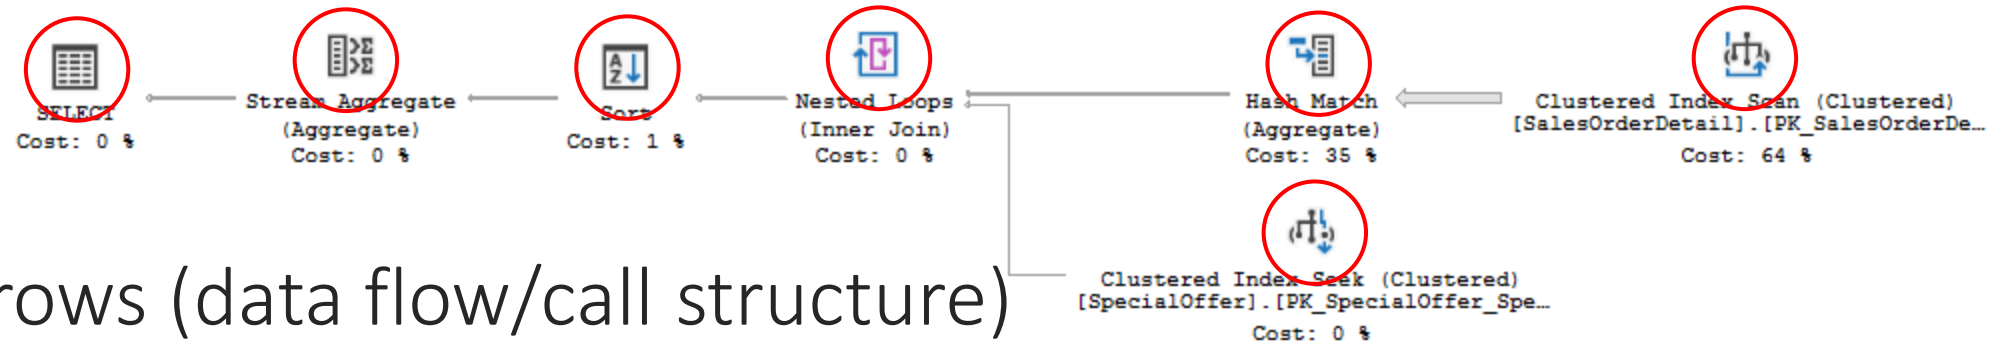 SELECT
Cost: 0 %
Stream Aggregate
(Aggregate)
Cost: 0 %
Sort
Cost: 1 %
Nested Loops
(Inner Join)
Cost: 0 %
Hash Match
(Aggregate)
Cost: 35 %
Clustered Index Scan (Clustered)
[SalesOrderDetail].[PK_SalesOrderDe…
Cost: 64 %
Clustered Index Seek (Clustered)
[SpecialOffer].[PK_SpecialOffer_Spe…
Cost: 0 %
rows (data flow/call structure)